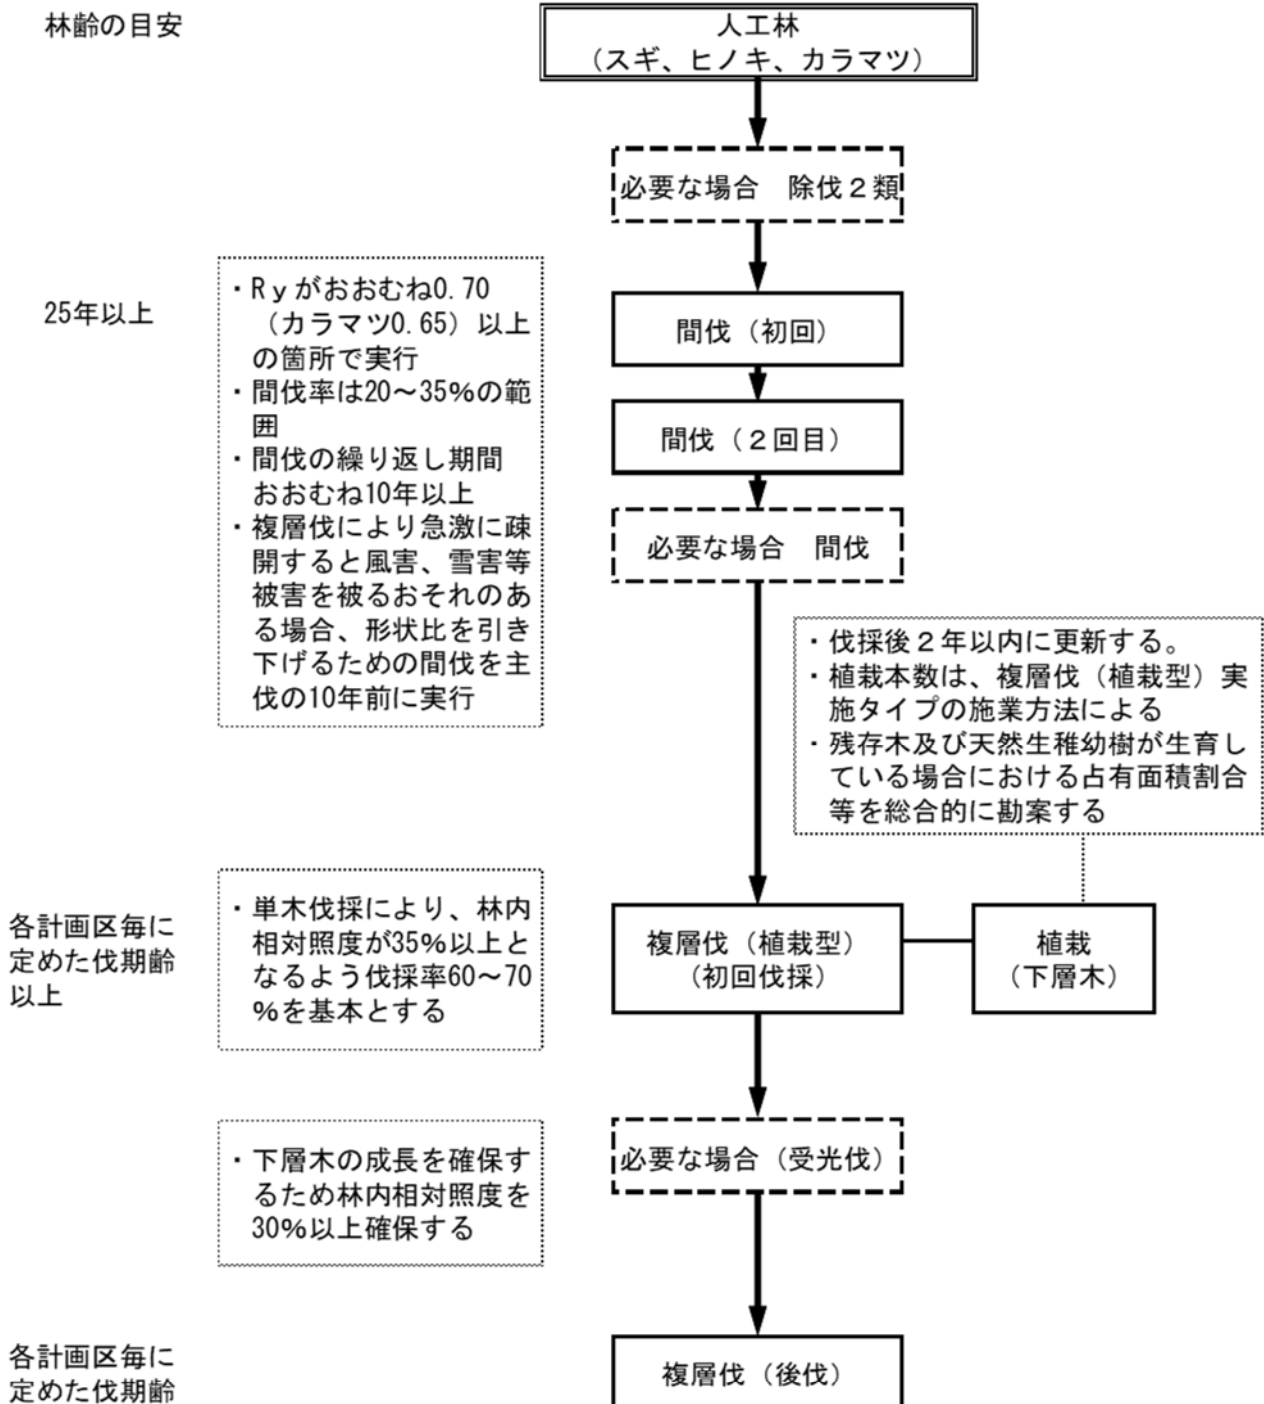 林齢の目安
人工林
（スギ、ヒノキ、カラマツ）
必要な場合　除伐２類
25年以上
・Ｒｙがおおむね0.70
（カラマツ0.65）以上
の箇所で実行
・間伐率は20～35％の範
囲
・間伐の繰り返し期間
おおむね10年以上
・複層伐により急激に疎
開すると風害、雪害等
被害を被るおそれのあ
る場合、形状比を引き
下げるための間伐を主
伐の10年前に実行
間伐（初回）
間伐（２回目）
必要な場合　間伐
・伐採後２年以内に更新する。
・植栽本数は、複層伐（植栽型）実
施タイプの施業方法による
・残存木及び天然生稚幼樹が生育し
ている場合における占有面積割合
等を総合的に勘案する
各計画区毎に
定めた伐期齢
以上
・単木伐採により、林内
相対照度が35％以上と
なるよう伐採率60～70
％を基本とする
複層伐（植栽型）
（初回伐採）
植栽
（下層木）
・下層木の成長を確保す
るため林内相対照度を
30％以上確保する
必要な場合（受光伐）
各計画区毎に
定めた伐期齢
複層伐（後伐）